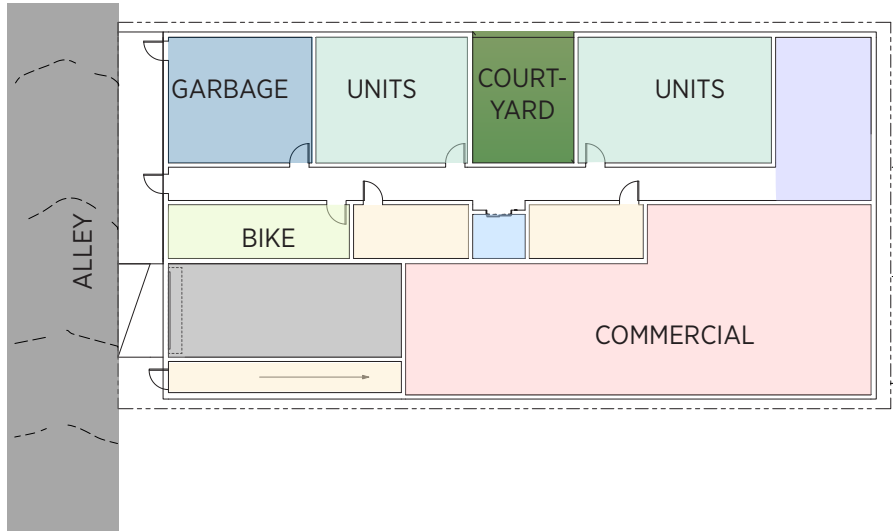 GARBAGE
UNITS
COURT-
YARD
UNITS
ALLEY
BIKE
COMMERCIAL